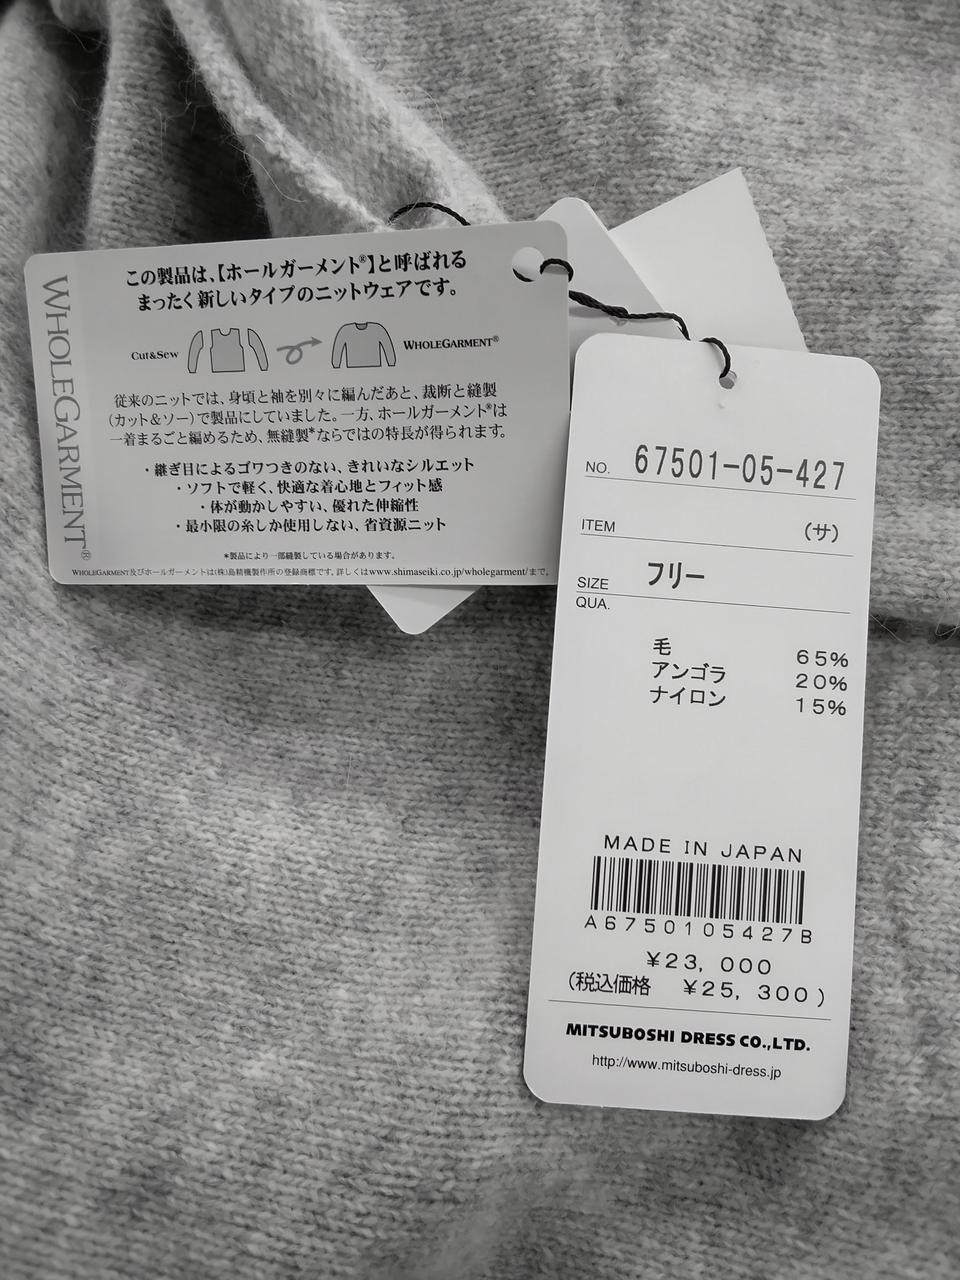 WHOLEGARMENT®
この製品は、【ホールガーメント®】と呼ばれる
まったく新しいタイプのニットウェアです。
CUT&SEW
WHOLEGARMENT®
従来のニットでは、身頃と袖を別々に編んだあと、裁断と縫製
(カット&ソー)で製品にしていました。一方、ホールガーメント®は
一着まるごと編めるため、無縫製*ならではの特長が得られます。
・継ぎ目によるゴワつきのない、きれいなシルエット
・ソフトで軽く、快適な着心地とフィット感
・体が動かしやすい、優れた伸縮性
・最小限の糸しか使用しない、省資源ニット
*製品により一部縫製している場合があります。
WHOLEGARMENT及びホールガーメントは(株)島精機製作所の登録商標です。詳しくはwww.shimaseiki.co.jp/wholegarment/まで。
NO. 67501-05-427
ITEM (サ)
SIZE フリー
QUA.
毛 65%
アンゴラ 20%
ナイロン 15%
MADE IN JAPAN
A6750105427B
¥23,000
(税込価格 ¥25,300)
MITSUBOSHI DRESS CO.,LTD.
http://www.mitsuboshi-dress.jp